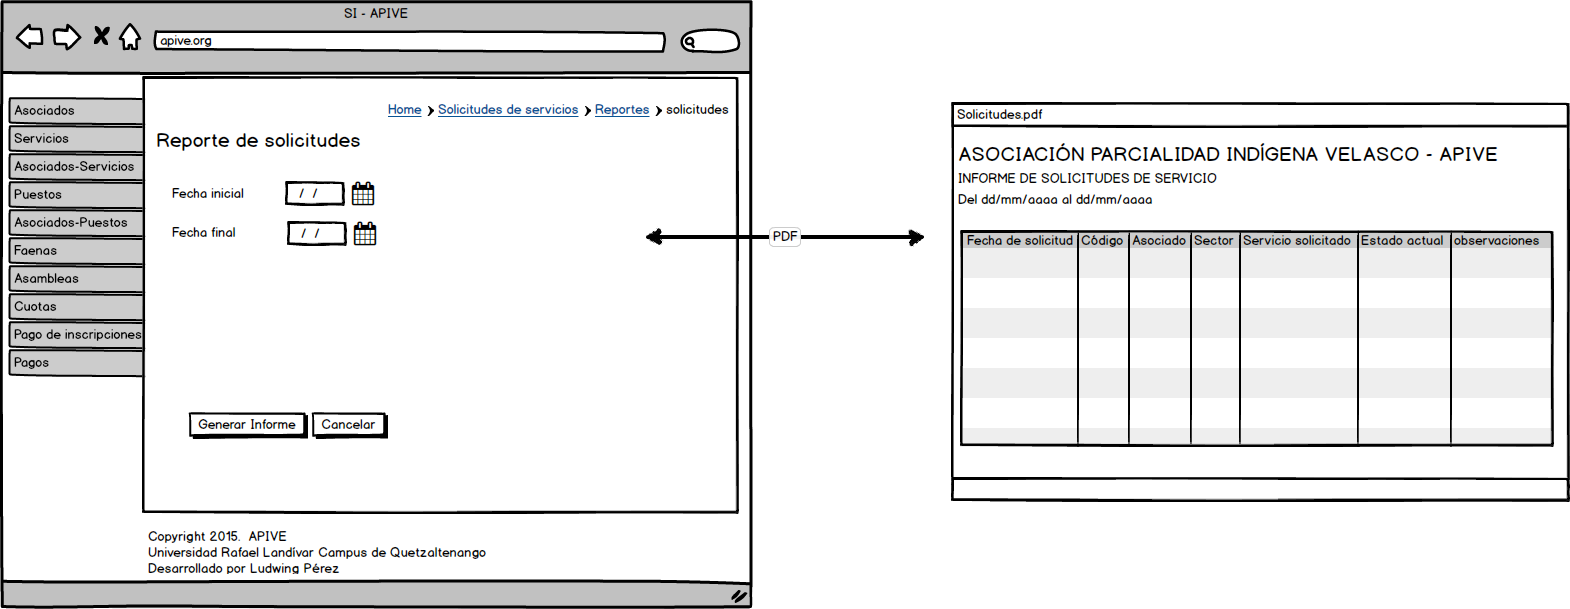 SI - APIVE
apive.org
Asociados
Servicios
Asociados-Servicios
Puestos
Asociados-Puestos
Faenas
Asambleas
Cuotas
Pago de inscripciones
Pagos
Home Solicitudes de servicios Reportes solicitudes
Reporte de solicitudes
Fecha inicial / /
Fecha final / /
Generar Informe Cancelar
Copyright 2015. APIVE
Universidad Rafael Landívar Campus de Quetzaltenango
Desarrollado por Ludwing Pérez
PDF
Solicitudes.pdf
ASOCIACIÓN PARCIALIDAD INDÍGENA VELASCO - APIVE
INFORME DE SOLICITUDES DE SERVICIO
Del dd/mm/aaaa al dd/mm/aaaa
Fecha de solicitud Código Asociado Sector Servicio solicitado Estado actual observaciones